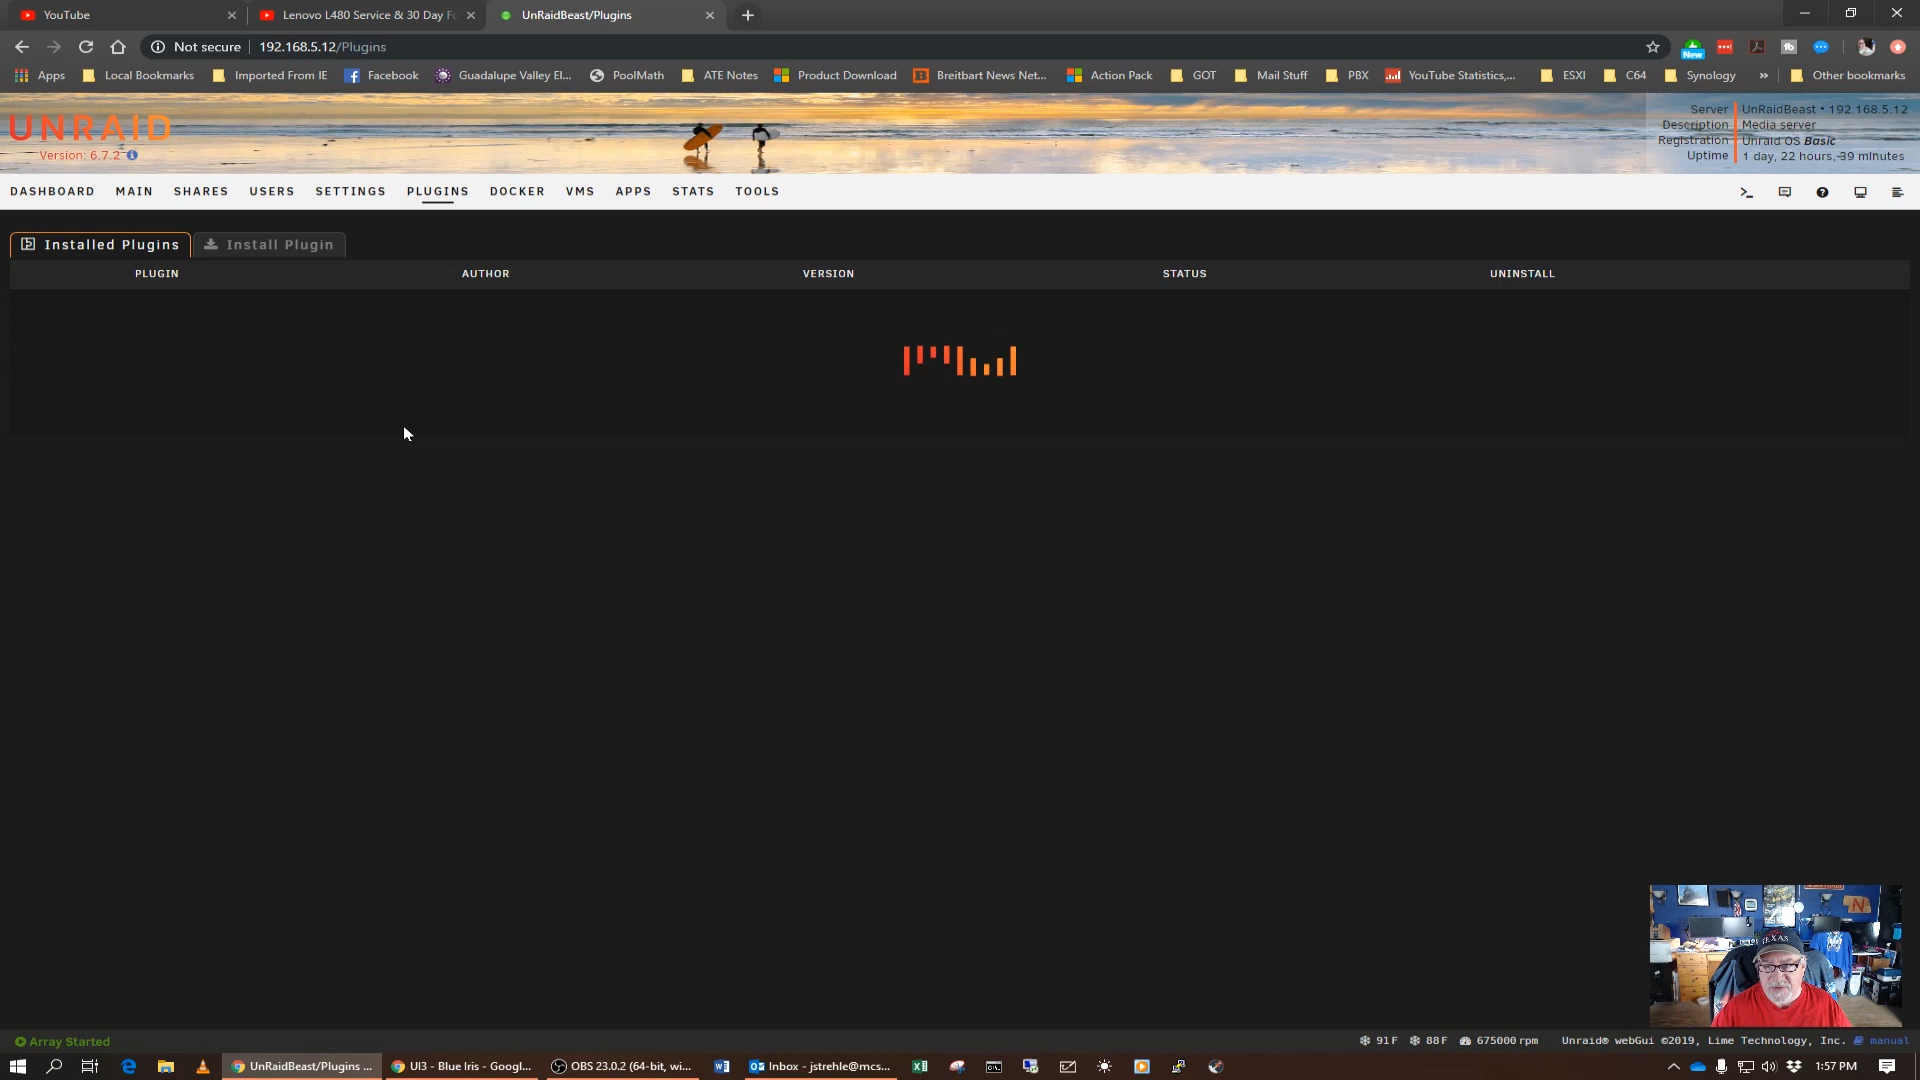 YouTube
Lenovo L480 Service & 30 Day Fo
UnRaidBeast/Plugins
Not secure
192.168.5.12/Plugins
New
Apps
Local Bookmarks
Imported From IE
Facebook
Guadalupe Valley El...
PoolMath
ATE Notes
Product Download
Breitbart News Net...
Action Pack
GOT
Mail Stuff
PBX
YouTube Statistics,...
ESXI
C64
Synology
»
Other bookmarks
UNRAID
Version: 6.7.2
Server UnRaidBeast • 192.168.5.12
Description Media server
Registration Unraid OS Basic
Uptime 1 day, 22 hours, 39 minutes
DASHBOARD MAIN SHARES USERS SETTINGS PLUGINS DOCKER VMS APPS STATS TOOLS
Installed Plugins
Install Plugin
PLUGIN AUTHOR VERSION STATUS UNINSTALL
TEXAS
N
Array Started
91F 88F 675000rpm Unraid® webGui ©2019, Lime Technology, Inc. manual
UnRaidBeast/Plugins ...
UI3 - Blue Iris - Googl...
OBS 23.0.2 (64-bit, wi...
Inbox - jstrehle@mcs...
1:57 PM